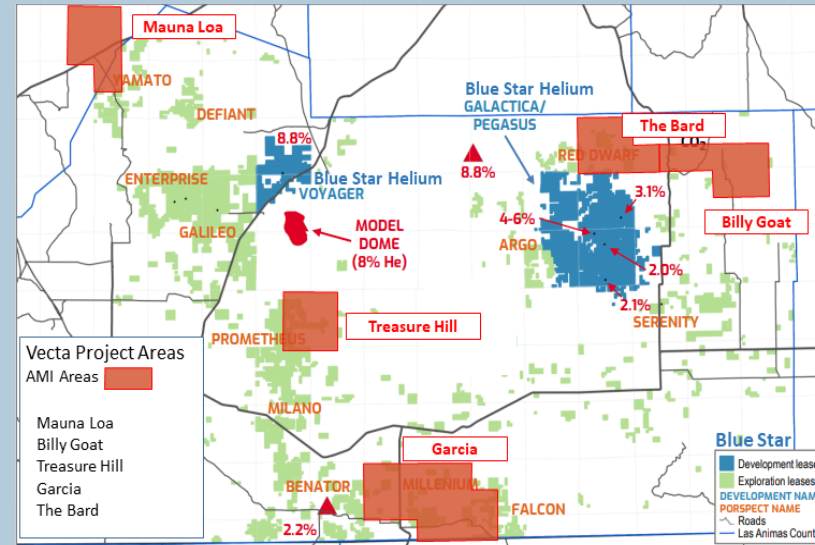 Mauna Loa
YAMATO
DEFIANT
8.8%
ENTERPRISE
Blue Star Helium
VOYAGER
GALILEO
MODEL
DOME
(8% He)
Blue Star Helium
GALACTICA/
PEGASUS
8.8%
The Bard
RED DWARF
CO2
3.1%
4-6%
ARGO
Billy Goat
2.0%
2.1%
SERENITY
Treasure Hill
PROMETHEUS
MILANO
Garcia
BENATOR
MILLENIUM
FALCON
2.2%
Vecta Project Areas
AMI Areas
Mauna Loa
Billy Goat
Treasure Hill
Garcia
The Bard
Blue Star
Development lease
Exploration leases
DEVELOPMENT NAM
PORSPECT NAME
Roads
Las Animas Count